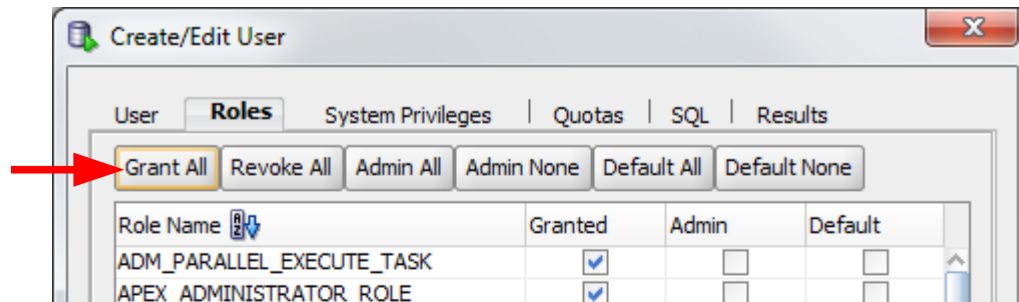 Create/Edit User
User Roles System Privileges Quotas SQL Results
Grant All Revoke All Admin All Admin None Default All Default None
Role Name Granted Admin Default
ADM_PARALLEL_EXECUTE_TASK
APEX_ADMINISTRATOR_ROLE